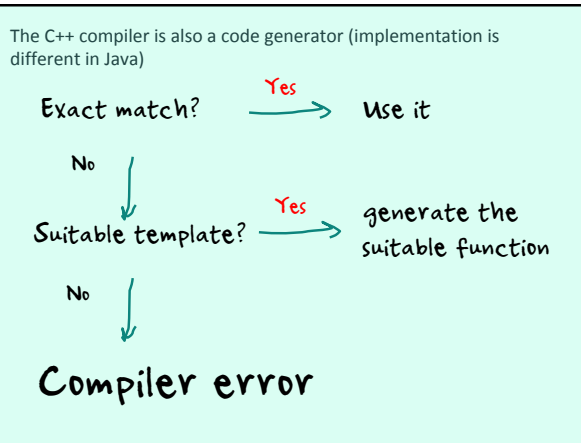 The C++ compiler is also a code generator (implementation is
different in Java)
Yes
Exact match?
Use it
No
Yes
Suitable template?
generate the
suitable function
No
Compiler error